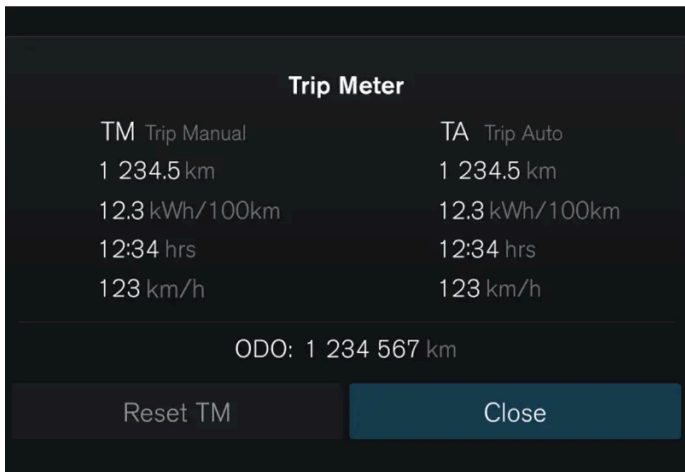 Trip Meter
TM Trip Manual TA Trip Auto
1 234.5 km 1 234.5 km
12.3 kWh/100km 12.3 kWh/100km
12:34 hrs 12:34 hrs
123 km/h 123 km/h
ODO: 1 234 567 km
Reset TM Close